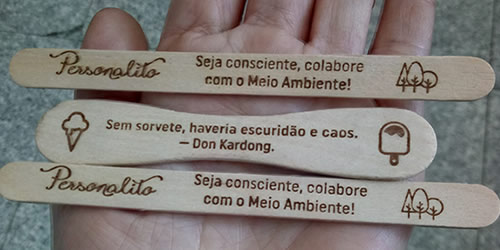 Personalito
Seja consciente, colabore
com o Meio Ambiente!
Sem sorvete, haveria escuridão e caos.
— Don Kardong.
Personalito
Seja consciente, colabore
com o Meio Ambiente!